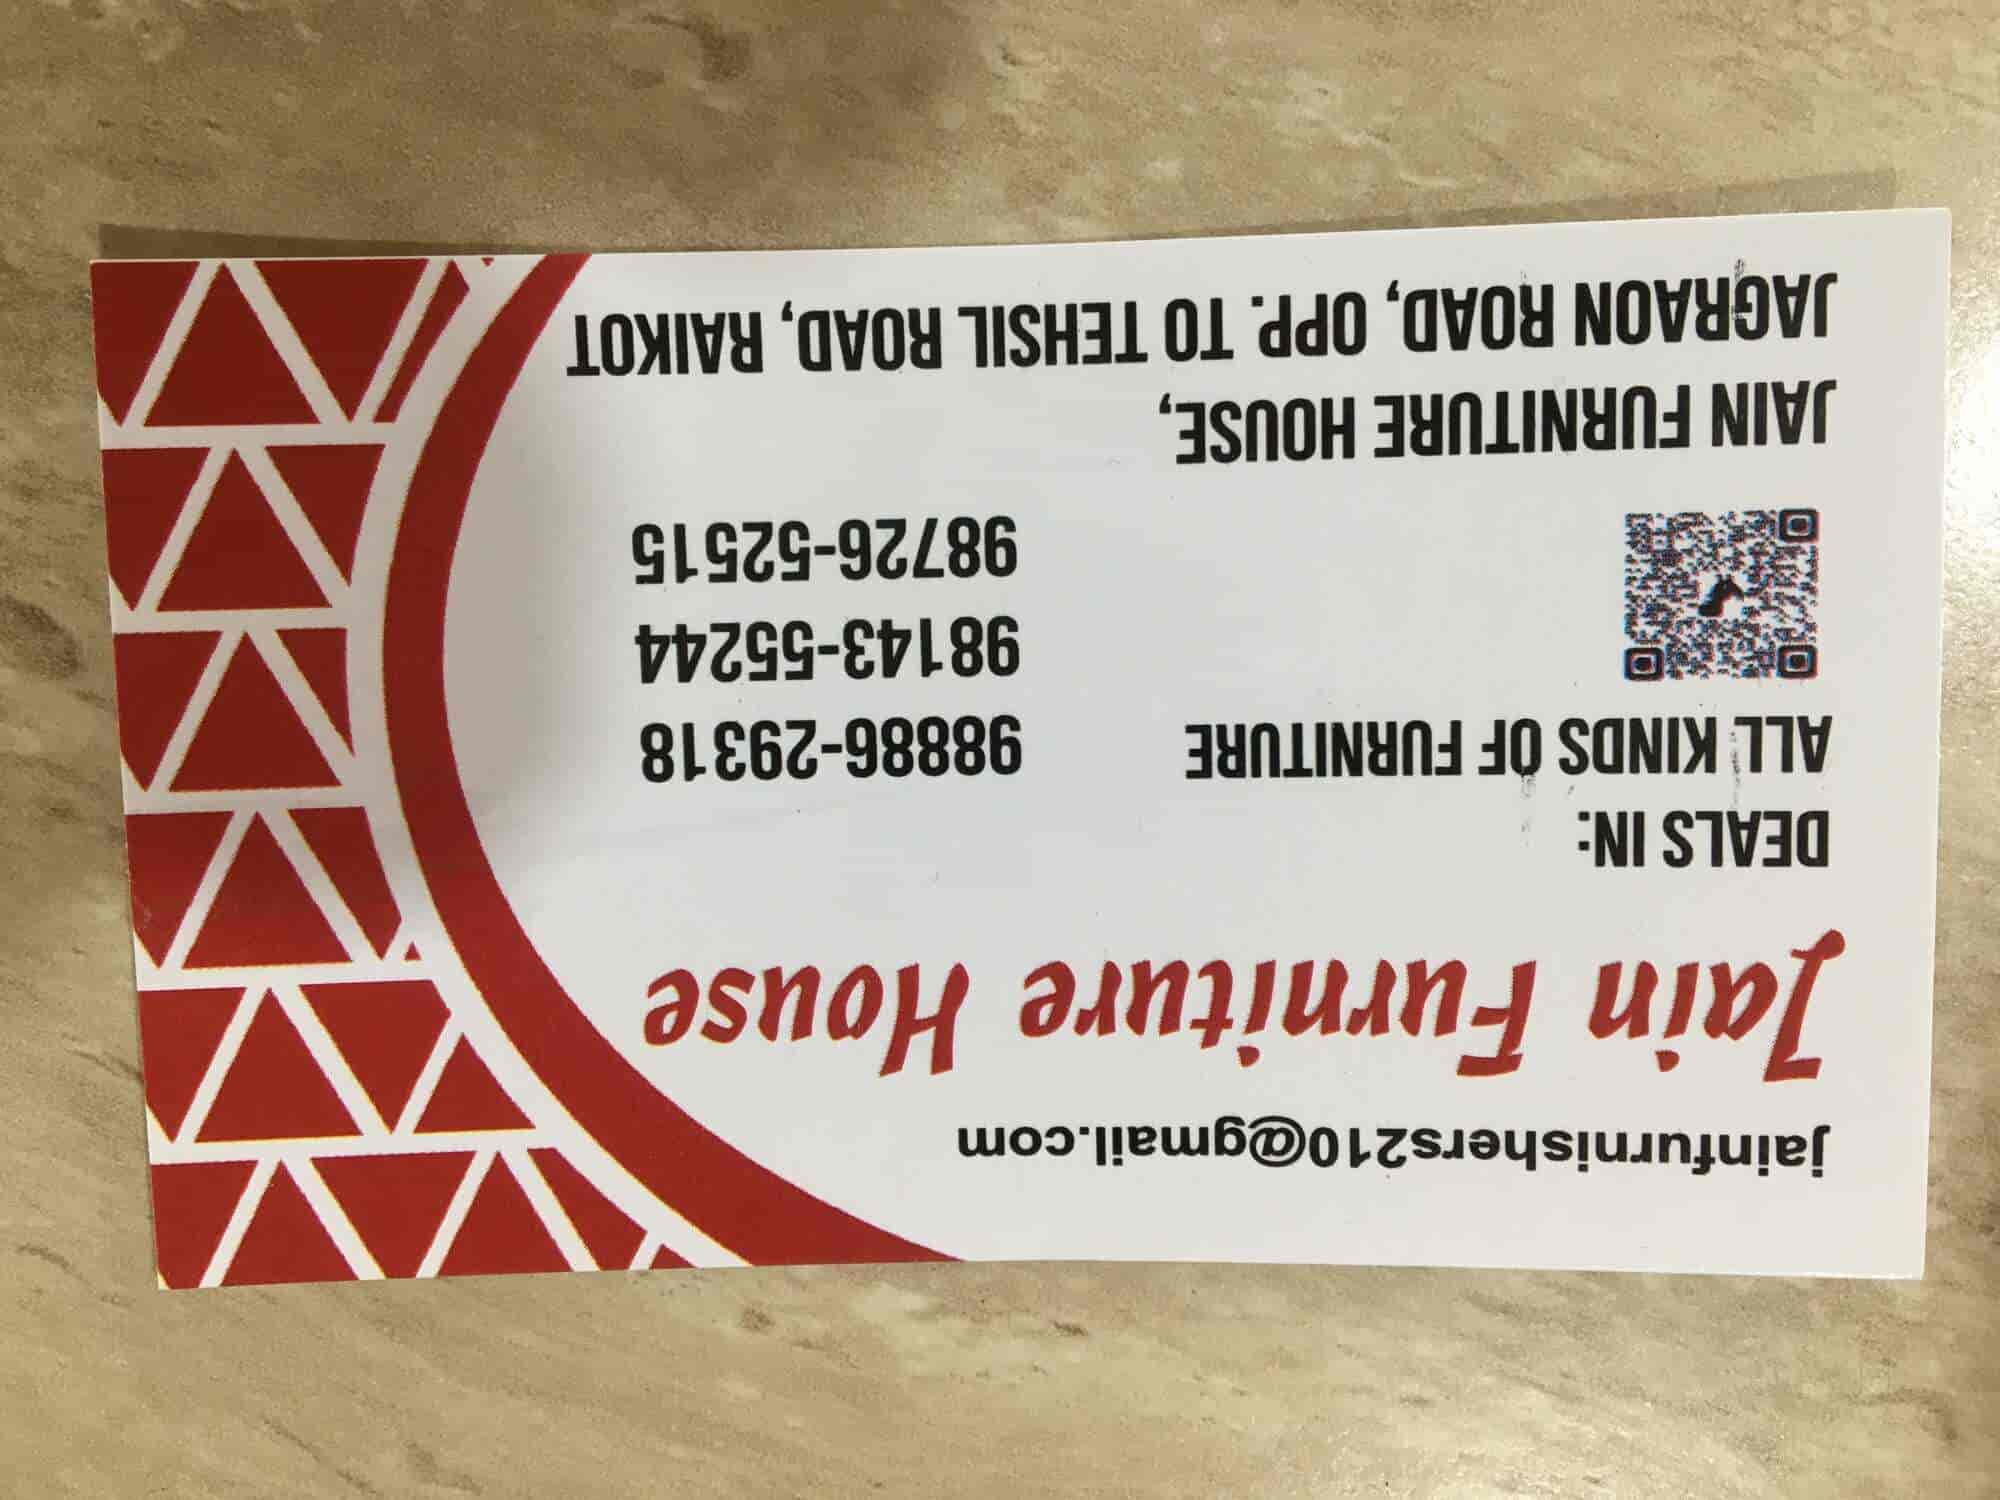 jainfurnishers210@gmail.com
Jain Furniture House
DEALS IN:
ALL KINDS OF FURNITURE
98886-29318
98143-55244
98726-52515
JAIN FURNITURE HOUSE,
JAGRAON ROAD, OPP. TO TEHSIL ROAD, RAIKOT